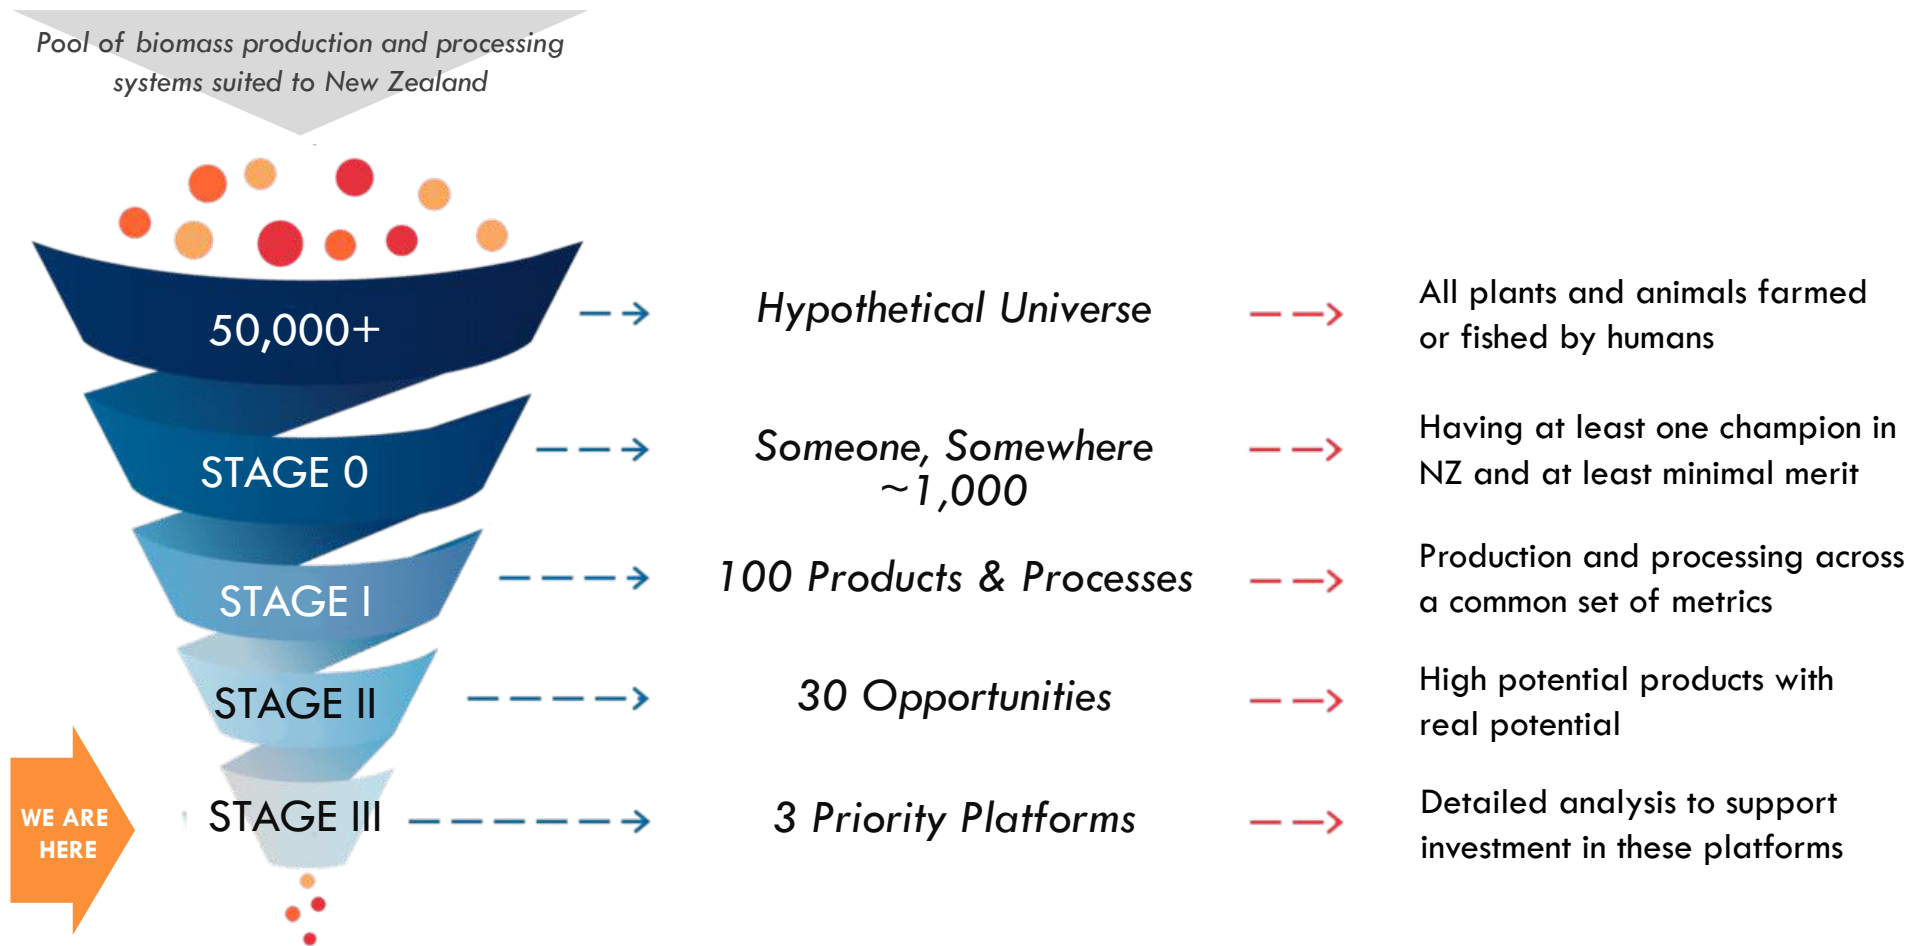 Pool of biomass production and processing
systems suited to New Zealand
50,000+
Hypothetical Universe
All plants and animals farmed
or fished by humans
STAGE 0
Someone, Somewhere
~1,000
Having at least one champion in
NZ and at least minimal merit
STAGE I
100 Products & Processes
Production and processing across
a common set of metrics
STAGE II
30 Opportunities
High potential products with
real potential
WE ARE
HERE
STAGE III
3 Priority Platforms
Detailed analysis to support
investment in these platforms